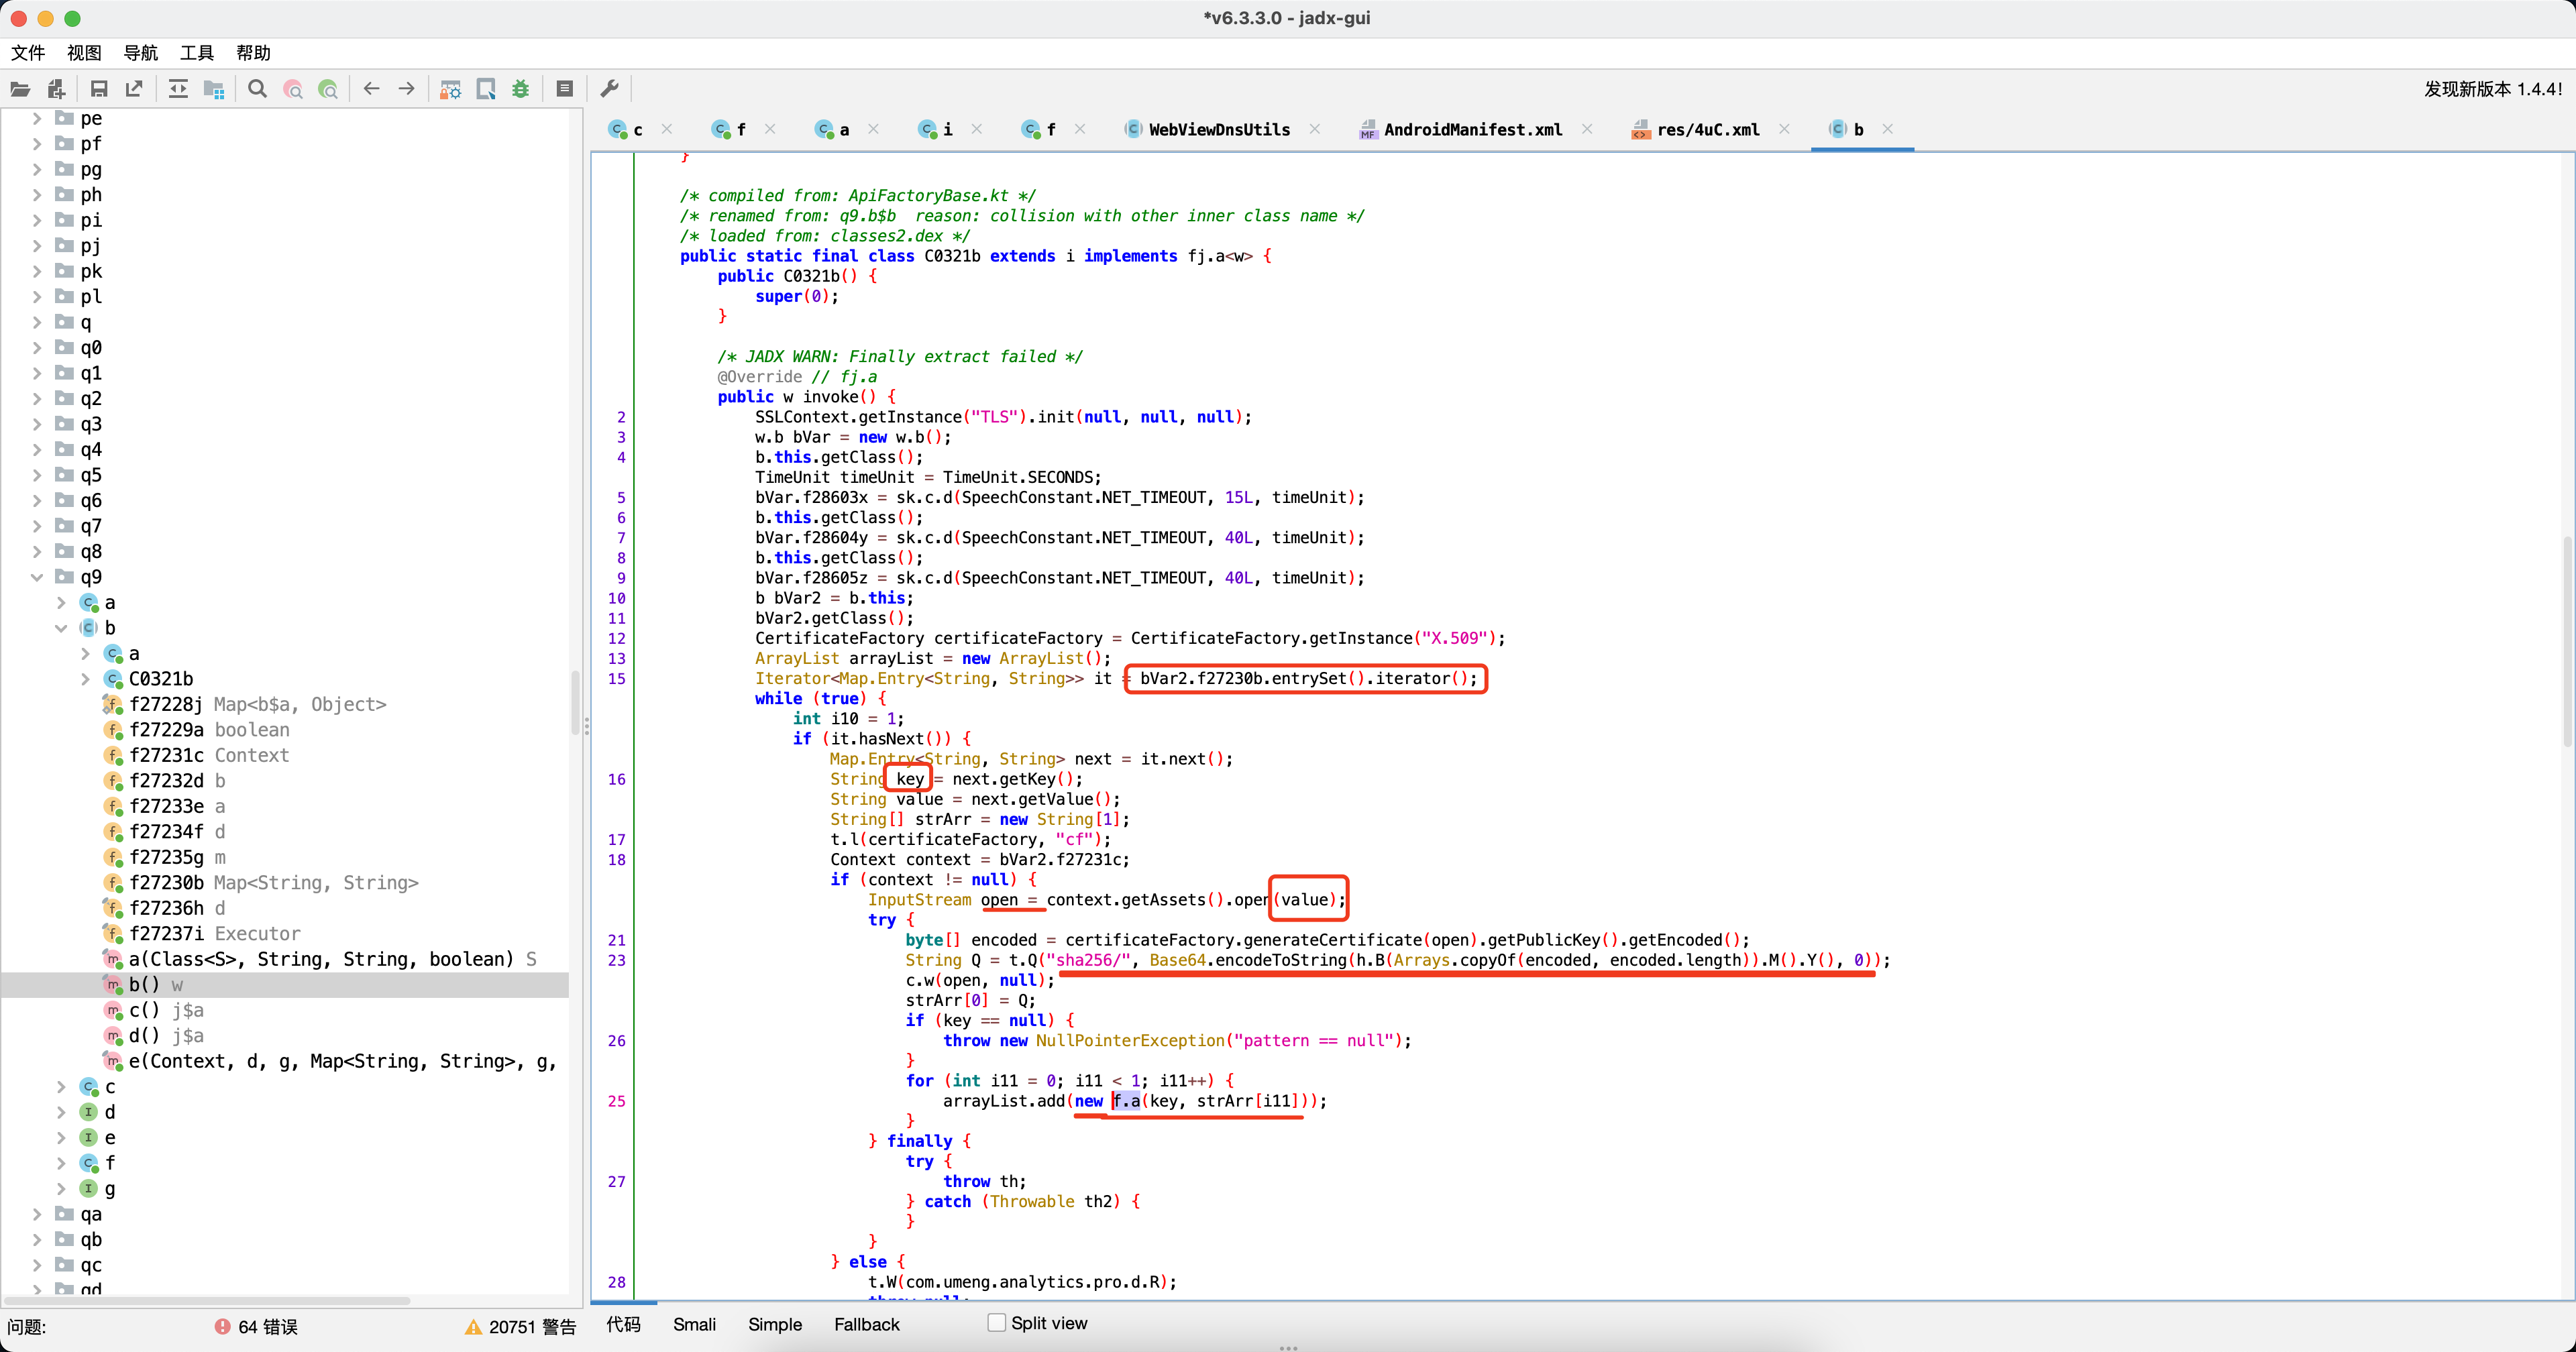 *v6.3.3.0 - jadx-gui
文件 视图 导航 工具 帮助
发现新版本 1.4.4!
pe
pf
pg
ph
pi
pj
pk
pl
q
q0
q1
q2
q3
q4
q5
q6
q7
q8
q9
a
b
a
C0321b
f27228j Map<b$a, Object>
f27229a boolean
f27231c Context
f27232d b
f27233e a
f27234f d
f27235g m
f27230b Map<String, String>
f27236h d
f27237i Executor
a(Class<S>, String, String, boolean) S
b() w
c() j$a
d() j$a
e(Context, d, g, Map<String, String>, g,
c
d
e
f
g
qa
qb
qc
qd
问题: 64 错误 20751 警告
c f a i f WebViewDnsUtils AndroidManifest.xml res/4uC.xml b
}
/* compiled from: ApiFactoryBase.kt */
/* renamed from: q9.b$b  reason: collision with other inner class name */
/* loaded from: classes2.dex */
public static final class C0321b extends i implements fj.a<w> {
public C0321b() {
super(0);
}
/* JADX WARN: Finally extract failed */
@Override // fj.a
public w invoke() {
2 SSLContext.getInstance("TLS").init(null, null, null);
3 w.b bVar = new w.b();
4 b.this.getClass();
TimeUnit timeUnit = TimeUnit.SECONDS;
5 bVar.f28603x = sk.c.d(SpeechConstant.NET_TIMEOUT, 15L, timeUnit);
6 b.this.getClass();
7 bVar.f28604y = sk.c.d(SpeechConstant.NET_TIMEOUT, 40L, timeUnit);
8 b.this.getClass();
9 bVar.f28605z = sk.c.d(SpeechConstant.NET_TIMEOUT, 40L, timeUnit);
10 b bVar2 = b.this;
11 bVar2.getClass();
12 CertificateFactory certificateFactory = CertificateFactory.getInstance("X.509");
13 ArrayList arrayList = new ArrayList();
15 Iterator<Map.Entry<String, String>> it = bVar2.f27230b.entrySet().iterator();
while (true) {
int i10 = 1;
if (it.hasNext()) {
Map.Entry<String, String> next = it.next();
16 String key = next.getKey();
String value = next.getValue();
String[] strArr = new String[1];
17 t.l(certificateFactory, "cf");
18 Context context = bVar2.f27231c;
if (context != null) {
InputStream open = context.getAssets().open(value);
try {
21 byte[] encoded = certificateFactory.generateCertificate(open).getPublicKey().getEncoded();
23 String Q = t.Q("sha256/", Base64.encodeToString(h.B(Arrays.copyOf(encoded, encoded.length)).M().Y(), 0));
c.w(open, null);
strArr[0] = Q;
if (key == null) {
26 throw new NullPointerException("pattern == null");
}
for (int i11 = 0; i11 < 1; i11++) {
25 arrayList.add(new f.a(key, strArr[i11]));
}
} finally {
try {
27 throw th;
} catch (Throwable th2) {
}
}
} else {
28 t.W(com.umeng.analytics.pro.d.R);
代码 Smali Simple Fallback Split view